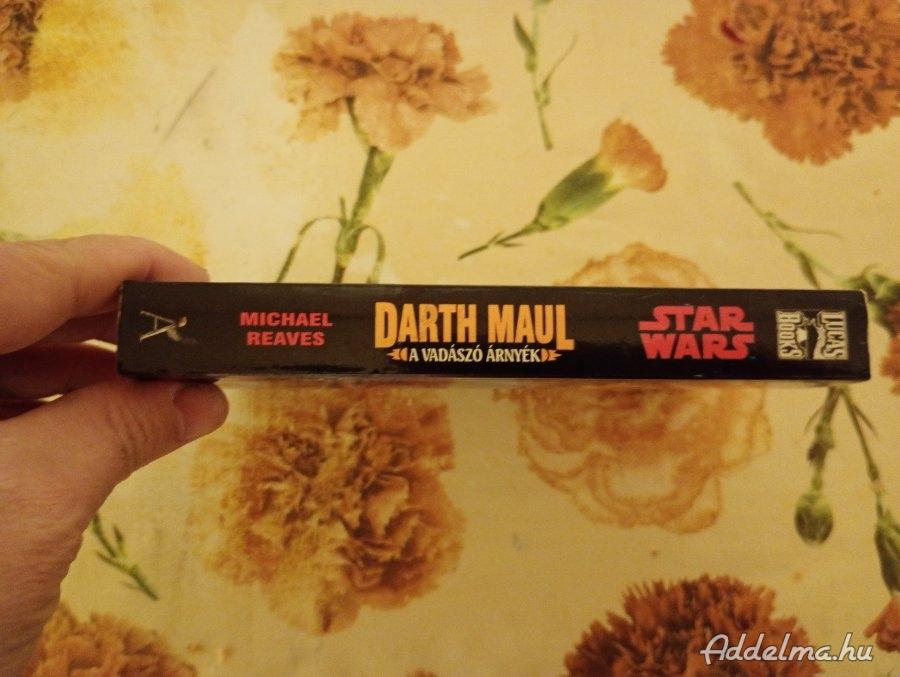 A
MICHAEL
REAVES
DARTH MAUL
A VADÁSZÓ ÁRNYÉK
STAR
WARS
LUCAS
BOOKS
Addelma.hu